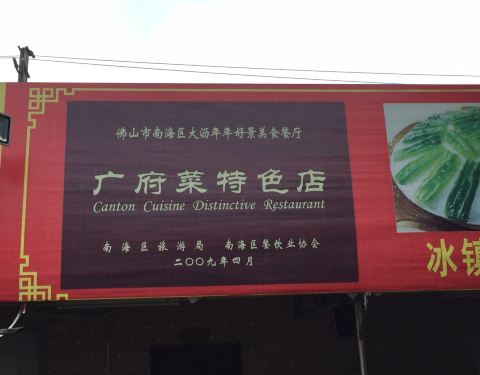 佛山市南海区大沥年年好景美食餐厅
广府菜特色店
Canton Cuisine Distinctive Restaurant
南海区旅游局 南海区餐饮业协会
二〇〇九年四月
冰镇